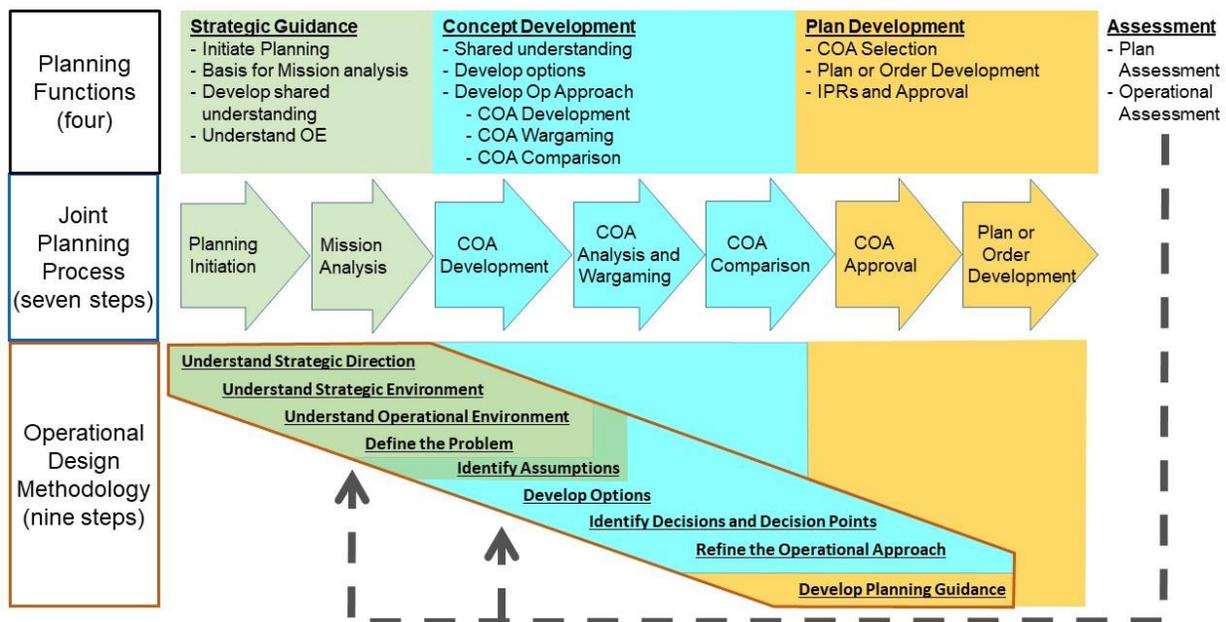 Planning
Functions
(four)
Strategic Guidance
- Initiate Planning
- Basis for Mission analysis
- Develop shared
understanding
- Understand OE
Concept Development
- Shared understanding
- Develop options
- Develop Op Approach
- COA Development
- COA Wargaming
- COA Comparison
Plan Development
- COA Selection
- Plan or Order Development
- IPRs and Approval
Assessment
- Plan
Assessment
- Operational
Assessment
Joint
Planning
Process
(seven steps)
Planning
Initiation
Mission
Analysis
COA
Development
COA
Analysis and
Wargaming
COA
Comparison
COA
Approval
Plan or
Order
Development
Operational
Design
Methodology
(nine steps)
Understand Strategic Direction
Understand Strategic Environment
Understand Operational Environment
Define the Problem
Identify Assumptions
Develop Options
Identify Decisions and Decision Points
Refine the Operational Approach
Develop Planning Guidance